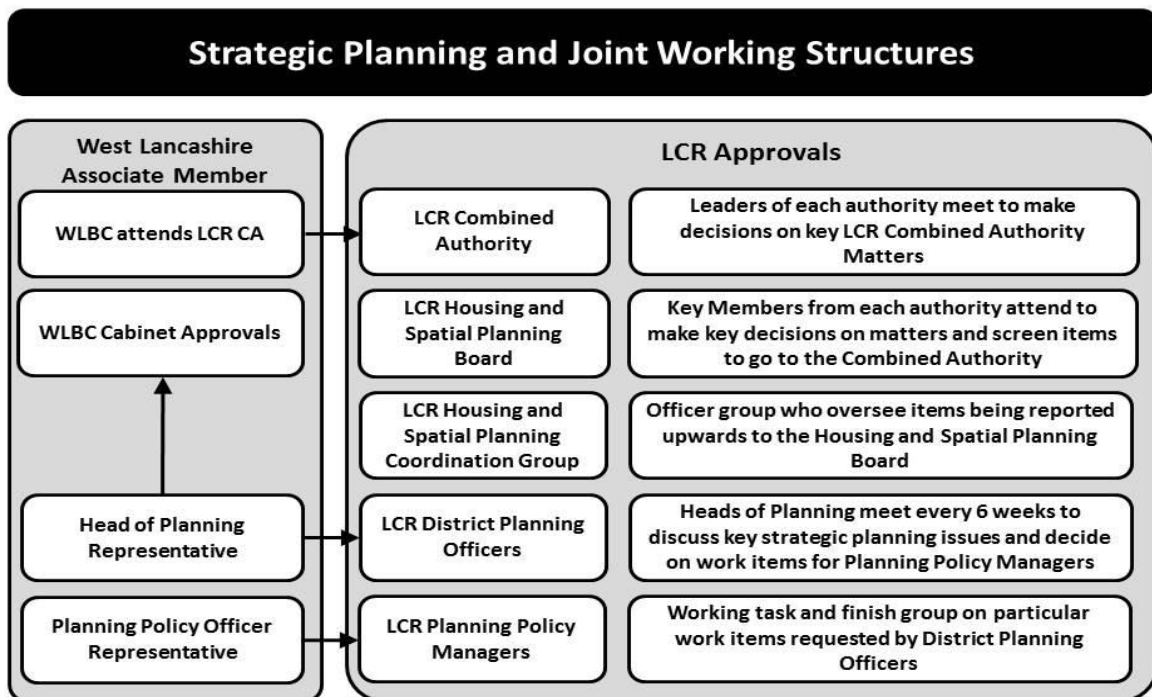 Strategic Planning and Joint Working Structures
West Lancashire
Associate Member
WLBC attends LCR CA
WLBC Cabinet Approvals
Head of Planning
Representative
Planning Policy Officer
Representative
LCR Approvals
LCR Combined
Authority
Leaders of each authority meet to make
decisions on key LCR Combined Authority
Matters
LCR Housing and
Spatial Planning
Board
Key Members from each authority attend to
make key decisions on matters and screen items
to go to the Combined Authority
LCR Housing and
Spatial Planning
Coordination Group
Officer group who oversee items being reported
upwards to the Housing and Spatial Planning
Board
LCR District Planning
Officers
Heads of Planning meet every 6 weeks to
discuss key strategic planning issues and decide
on work items for Planning Policy Managers
LCR Planning Policy
Managers
Working task and finish group on particular
work items requested by District Planning
Officers